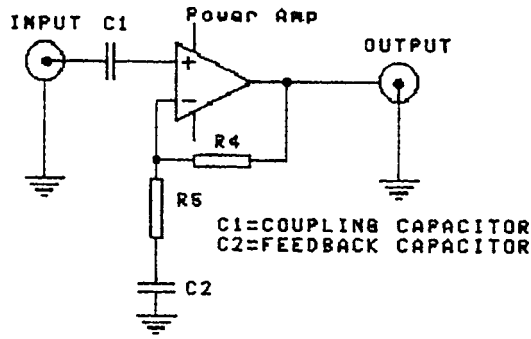 Power Amp
INPUT C1
OUTPUT
+
−
R4
R5
C1=COUPLING CAPACITOR
C2=FEEDBACK CAPACITOR
C2